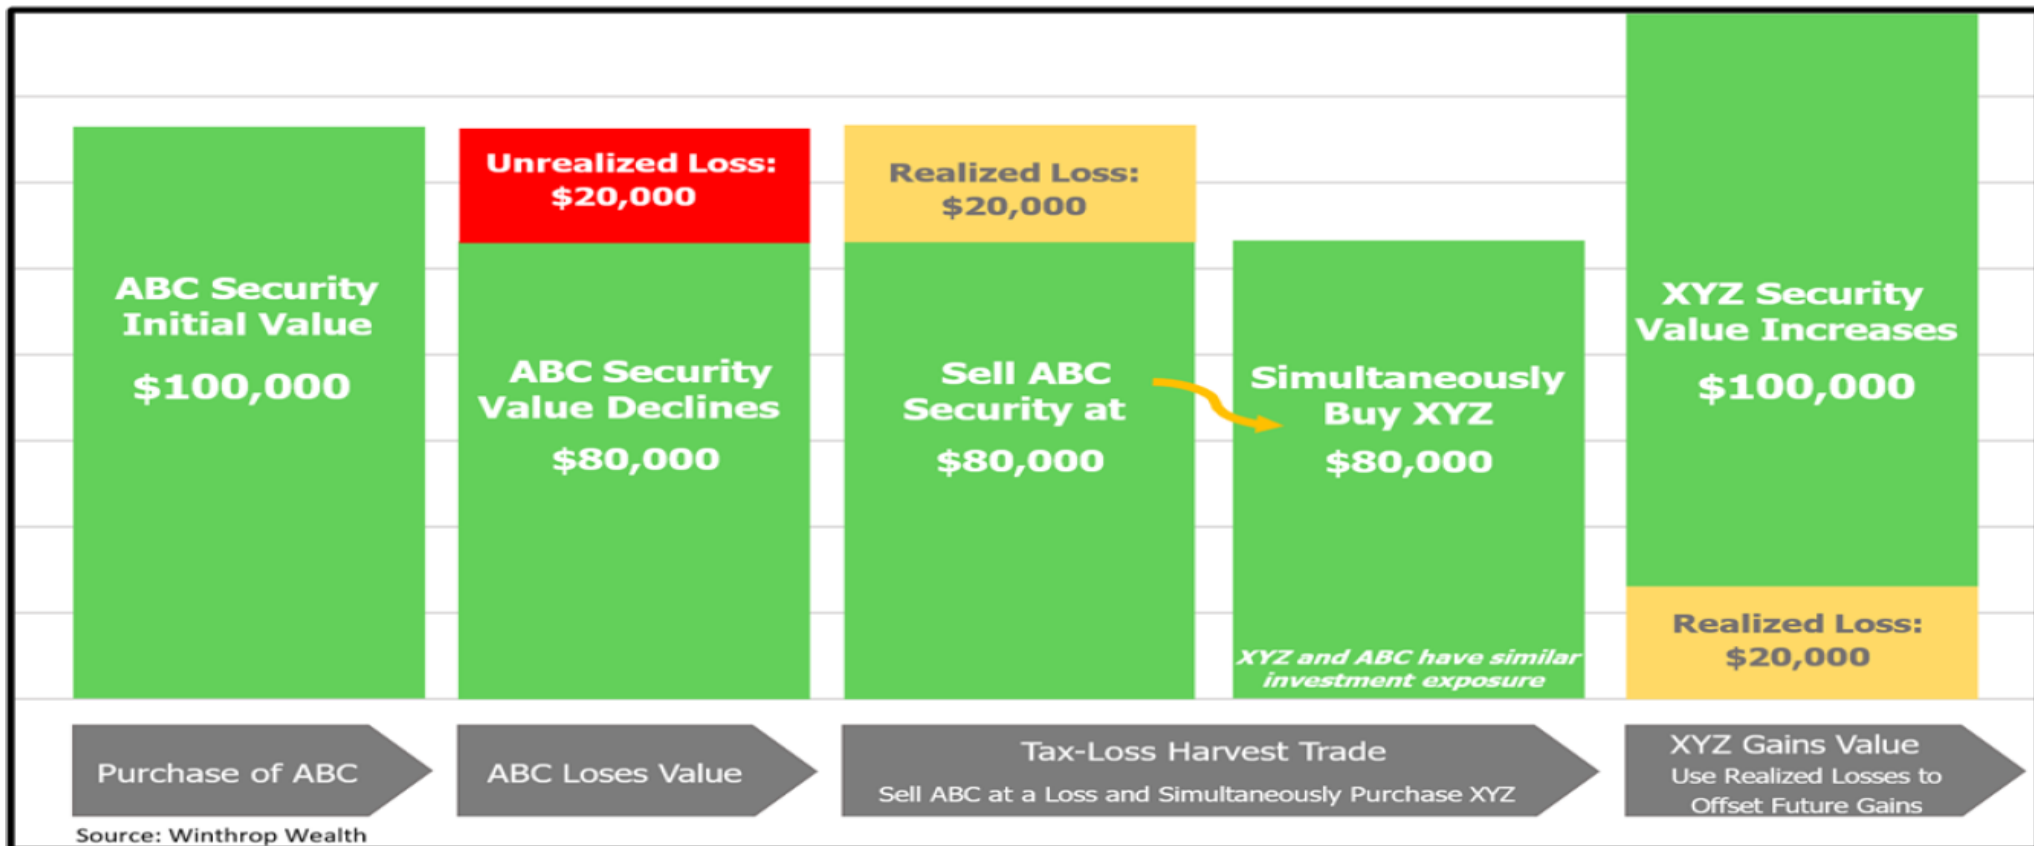 ABC Security
Initial Value
$100,000
Unrealized Loss:
$20,000
ABC Security
Value Declines
$80,000
Realized Loss:
$20,000
Sell ABC
Security at
$80,000
Simultaneously
Buy XYZ
$80,000
XYZ and ABC have similar
investment exposure
XYZ Security
Value Increases
$100,000
Realized Loss:
$20,000
Purchase of ABC
ABC Loses Value
Tax-Loss Harvest Trade
Sell ABC at a Loss and Simultaneously Purchase XYZ
XYZ Gains Value
Use Realized Losses to
Offset Future Gains
Source: Winthrop Wealth